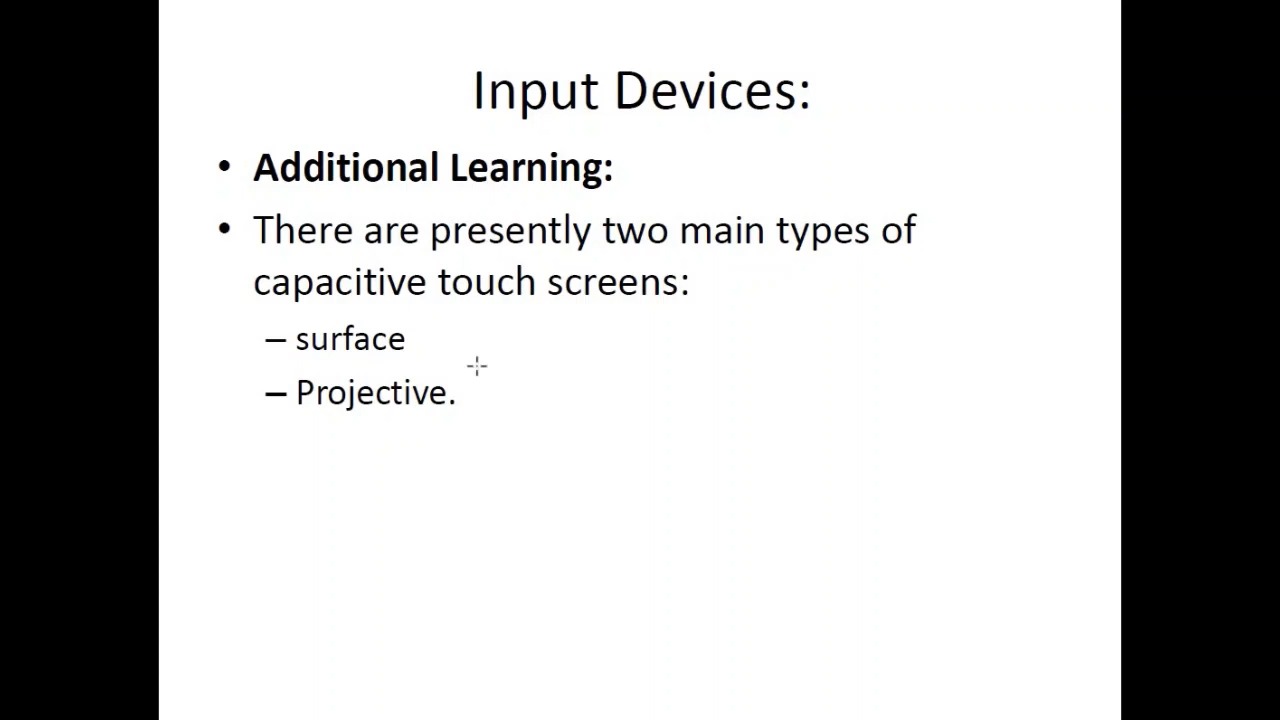 Input Devices:
• Additional Learning:
• There are presently two main types of
capacitive touch screens:
– surface
– Projective.